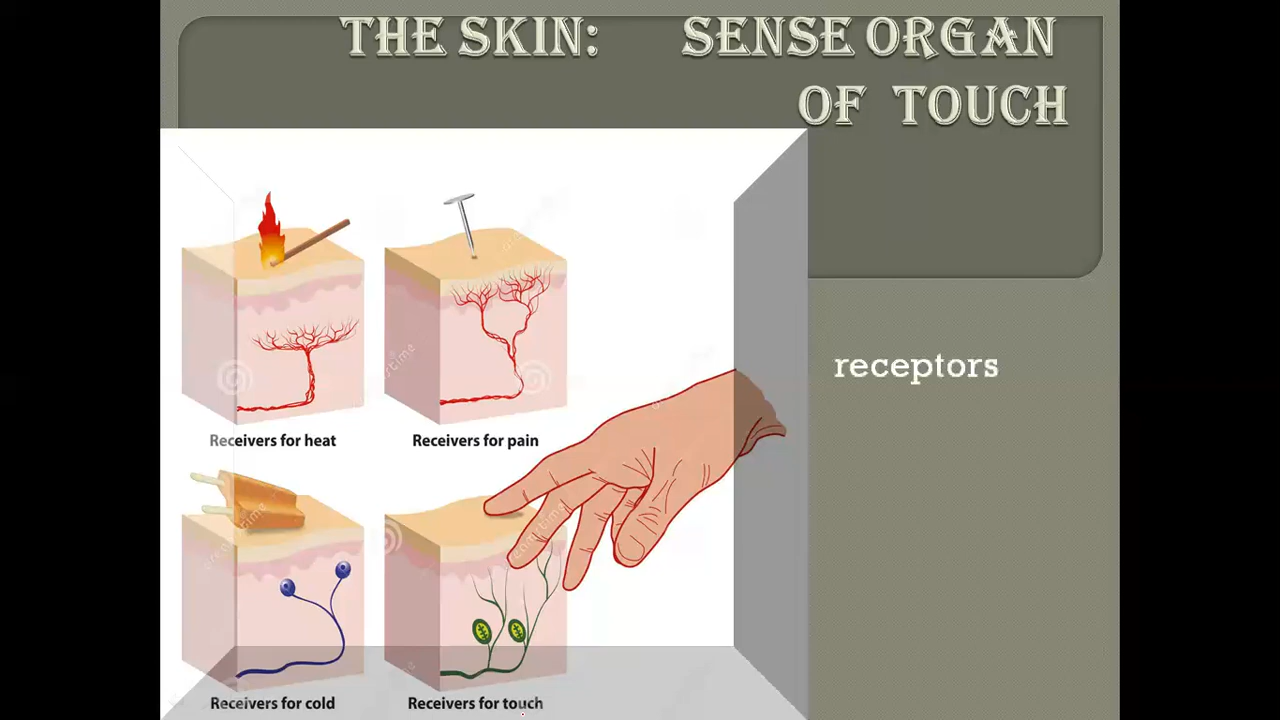 THE SKIN: SENSE ORGAN
OF TOUCH
receptors
Receivers for heat
Receivers for pain
Receivers for cold
Receivers for touch